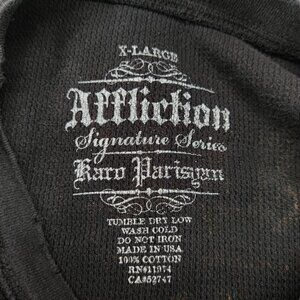 X-LARGE
Affliction
Signature Series
Karo Parisyan
TUMBLE DRY LOW
WASH COLD
DO NOT IRON
MADE IN USA
100% COTTON
RN#11974
CA#52747